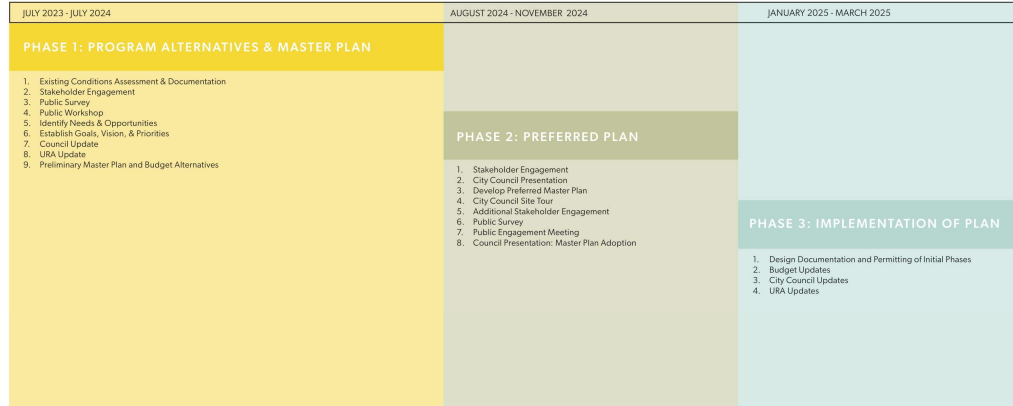 JULY 2023 - JULY 2024
PHASE 1: PROGRAM ALTERNATIVES & MASTER PLAN
1. Existing Conditions Assessment & Documentation
2. Stakeholder Engagement
3. Public Survey
4. Public Workshop
5. Identify Needs & Opportunities
6. Establish Goals, Vision, & Priorities
7. Council Update
8. URA Update
9. Preliminary Master Plan and Budget Alternatives
AUGUST 2024 - NOVEMBER 2024
PHASE 2: PREFERRED PLAN
1. Stakeholder Engagement
2. City Council Presentation
3. Develop Preferred Master Plan
4. City Council Site Tour
5. Additional Stakeholder Engagement
6. Public Survey
7. Public Engagement Meeting
8. Council Presentation: Master Plan Adoption
JANUARY 2025 - MARCH 2025
PHASE 3: IMPLEMENTATION OF PLAN
1. Design Documentation and Permitting of Initial Phases
2. Budget Updates
3. City Council Updates
4. URA Updates